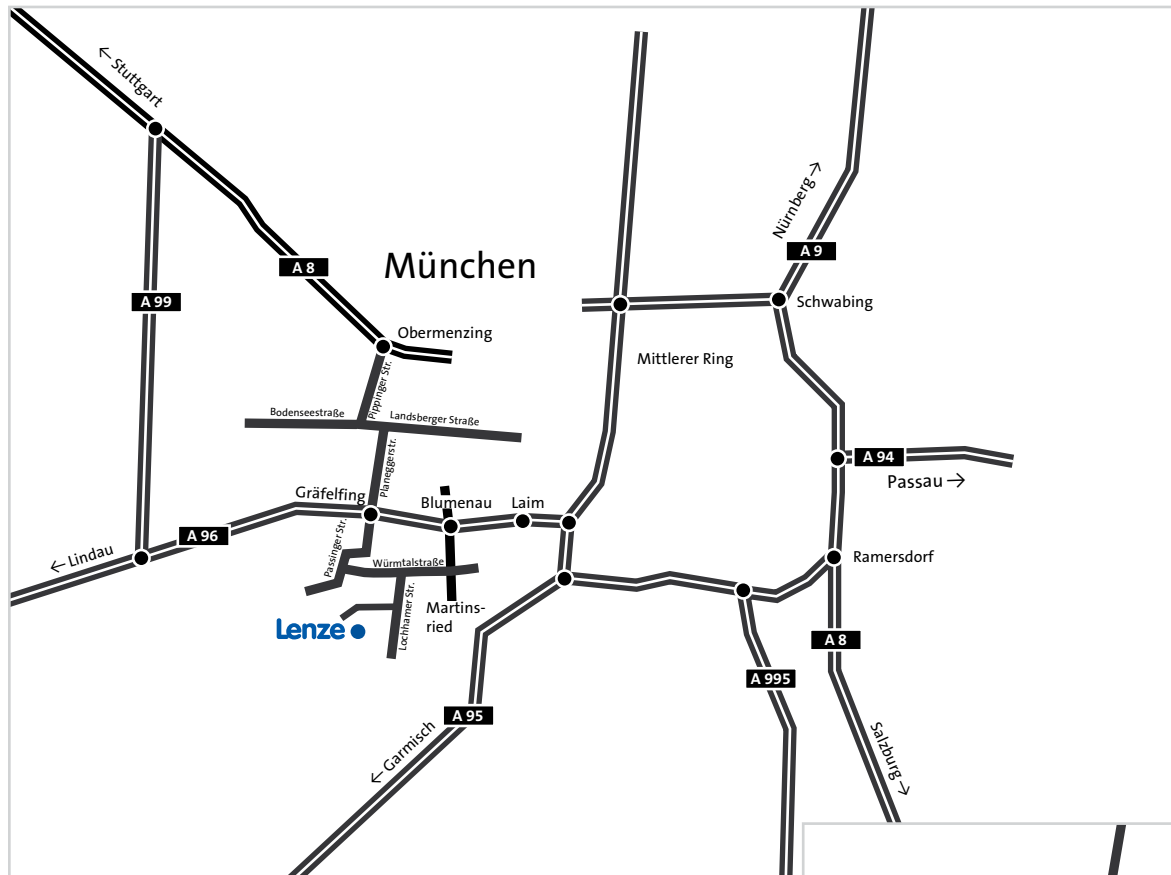 ← Stuttgart
Nürnberg →
A 9
A 8
München
A 99
Schwabing
Obermenzing
Mittlerer Ring
Pippinger Str.
Bodenseestraße
Landsberger Straße
Planeggerstr.
A 94
Passau →
Gräfelfing
Blumenau
Laim
A 96
← Lindau
Passinger Str.
Würmtalstraße
Ramersdorf
Lochhamer Str.
Martins-
ried
Lenze
A 8
A 995
A 95
← Garmisch
Salzburg →